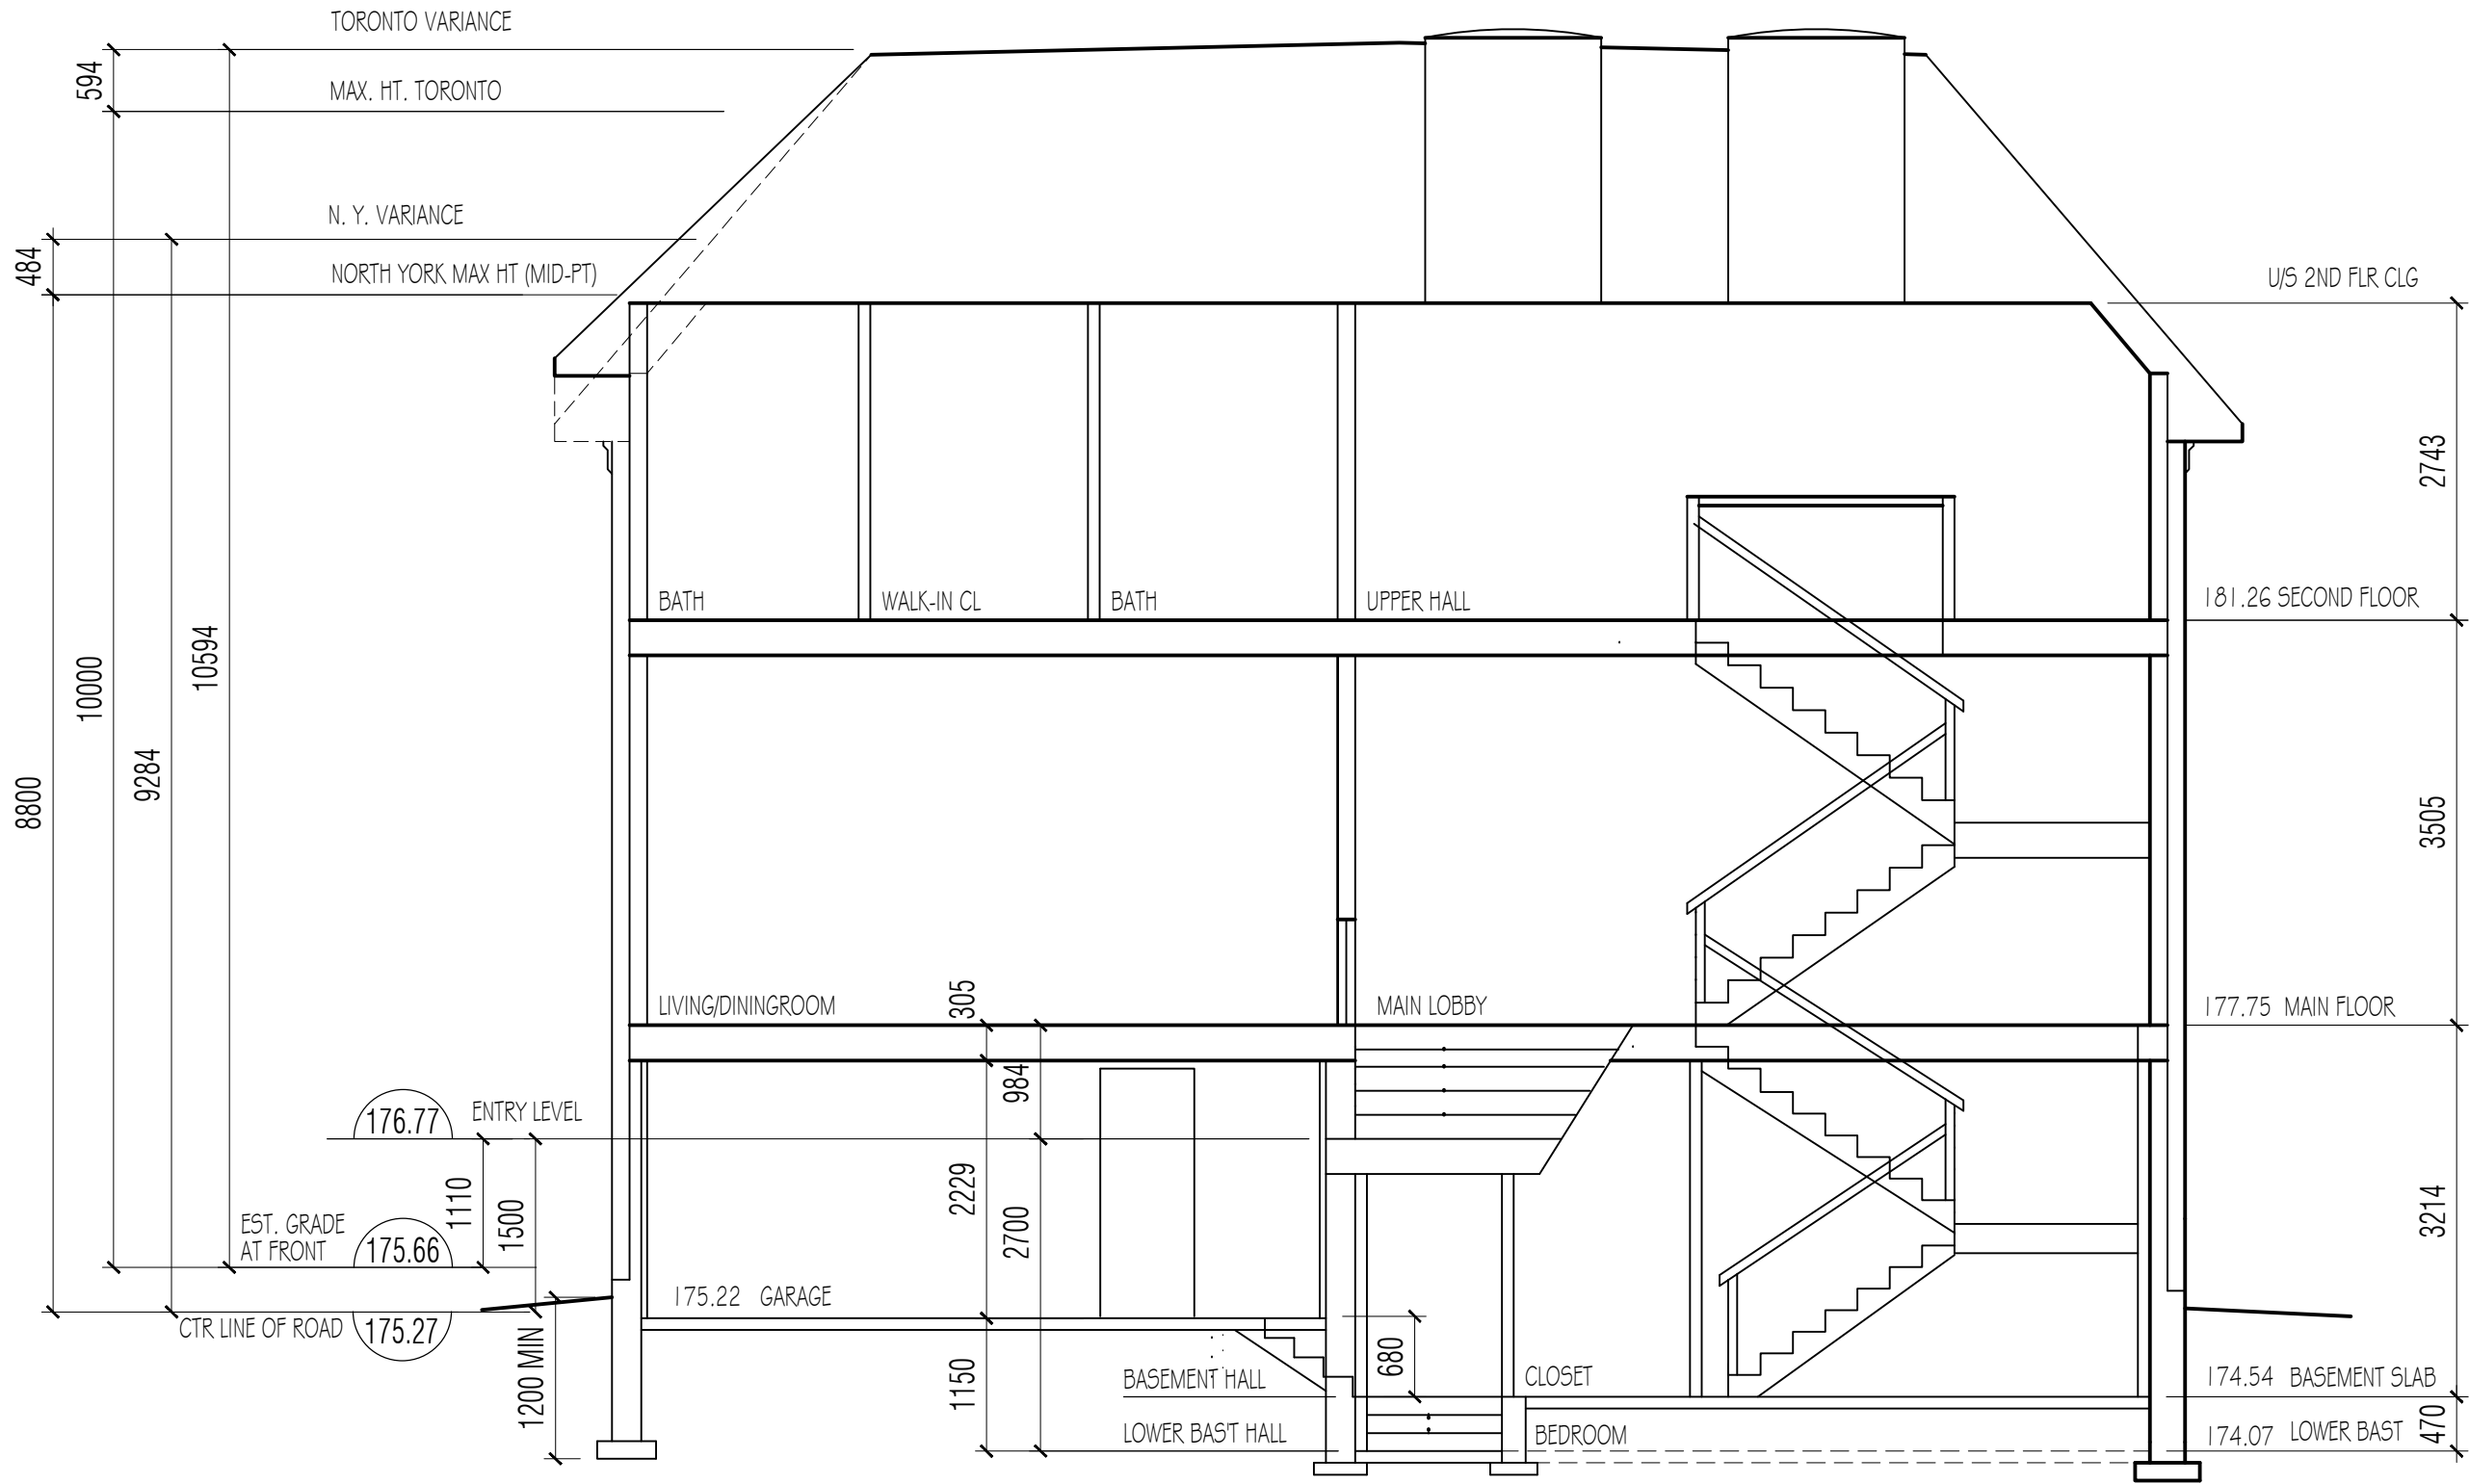 TORONTO VARIANCE
594
MAX. HT. TORONTO
N. Y. VARIANCE
484
NORTH YORK MAX HT (MID-PT)
U/S 2ND FLR CLG
2743
BATH
WALK-IN CL
BATH
UPPER HALL
181.26 SECOND FLOOR
10594
10000
9284
8800
3505
305
LIVING/DININGROOM
MAIN LOBBY
177.75 MAIN FLOOR
984
176.77
ENTRY LEVEL
1110
1500
2229
2700
3214
EST. GRADE
AT FRONT
175.66
175.22 GARAGE
CTR LINE OF ROAD
175.27
1200 MIN
1150
680
BASEMENT HALL
CLOSET
174.54 BASEMENT SLAB
LOWER BAS'T HALL
BEDROOM
174.07 LOWER BAST
470